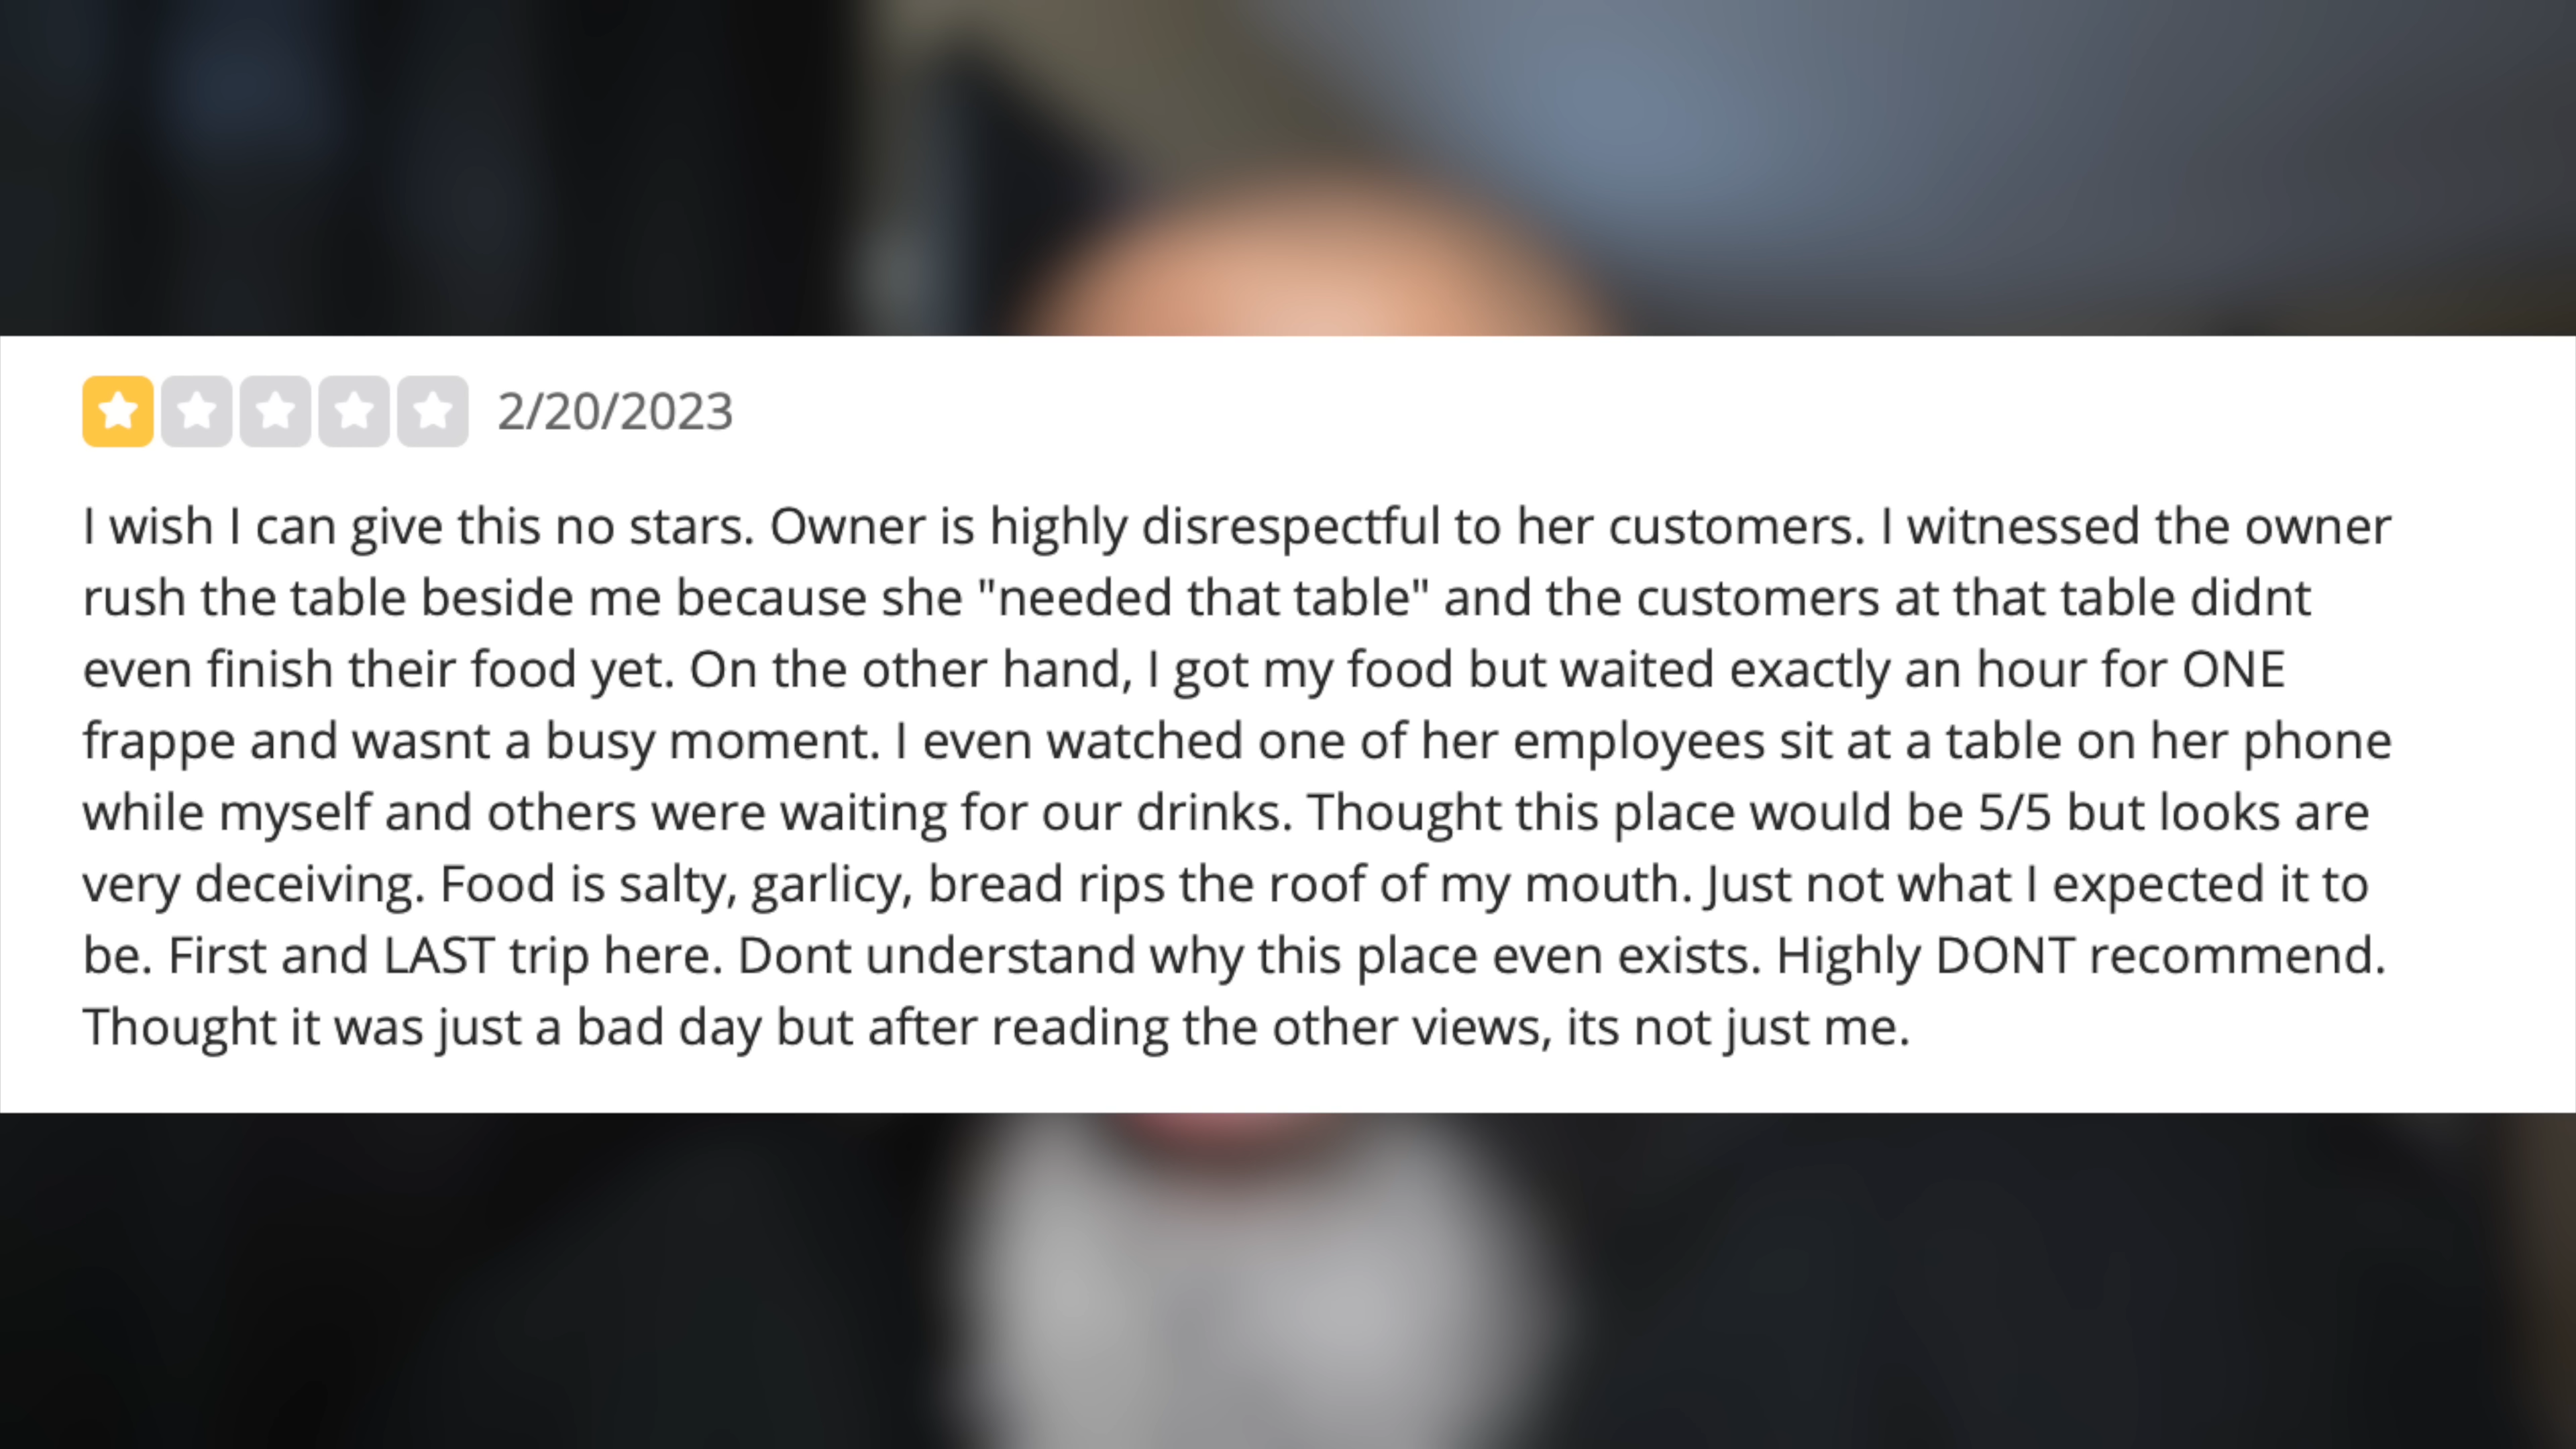 2/20/2023
I wish I can give this no stars. Owner is highly disrespectful to her customers. I witnessed the owner
rush the table beside me because she "needed that table" and the customers at that table didnt
even finish their food yet. On the other hand, I got my food but waited exactly an hour for ONE
frappe and wasnt a busy moment. I even watched one of her employees sit at a table on her phone
while myself and others were waiting for our drinks. Thought this place would be 5/5 but looks are
very deceiving. Food is salty, garlicy, bread rips the roof of my mouth. Just not what I expected it to
be. First and LAST trip here. Dont understand why this place even exists. Highly DONT recommend.
Thought it was just a bad day but after reading the other views, its not just me.